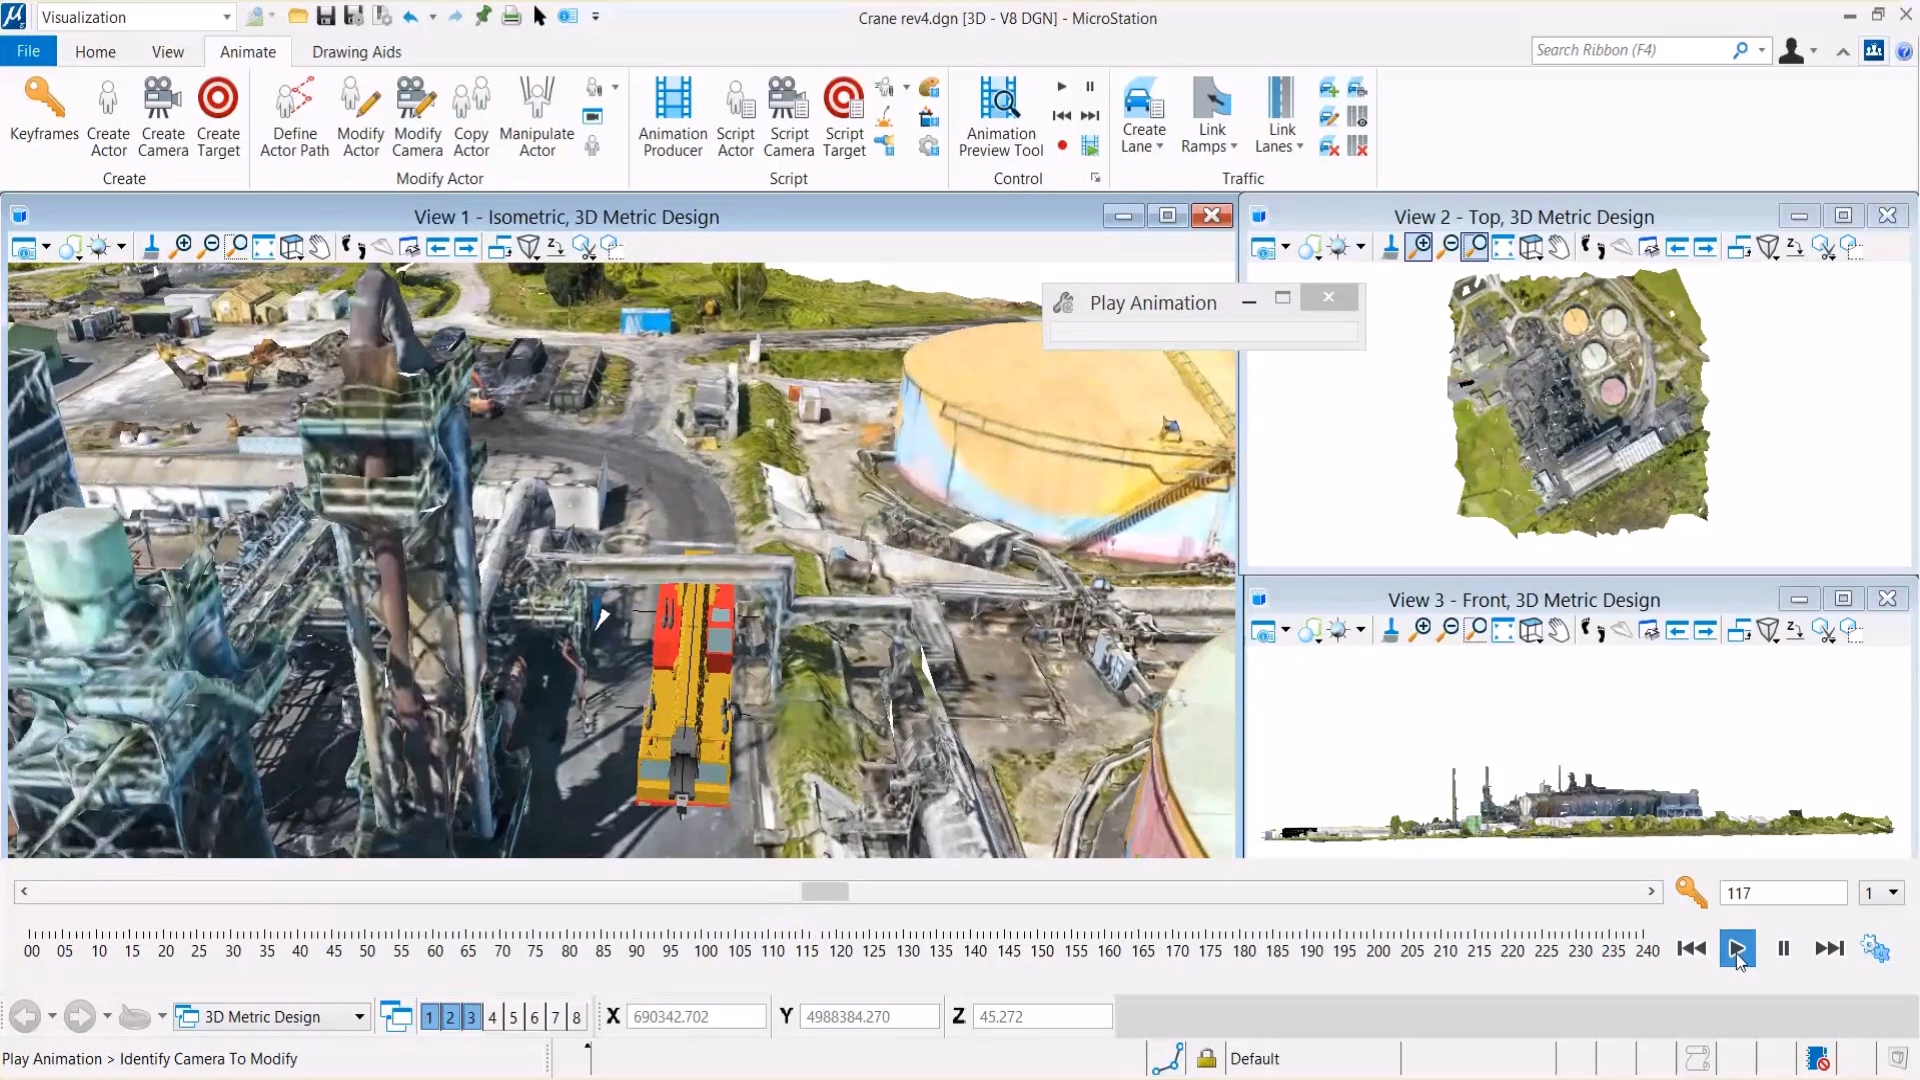 Visualization
Crane rev4.dgn [3D - V8 DGN] - MicroStation
File Home View Animate Drawing Aids
Search Ribbon (F4)
Keyframes
Create Actor
Create Camera
Create Target
Define Actor Path
Modify Actor
Modify Camera
Copy Actor
Manipulate Actor
Animation Producer
Script Actor
Script Camera
Script Target
Animation Preview Tool
Create Lane
Link Ramps
Link Lanes
Create Modify Actor Script Control Traffic
View 1 - Isometric, 3D Metric Design
View 2 - Top, 3D Metric Design
Play Animation
View 3 - Front, 3D Metric Design
117 1
00 05 10 15 20 25 30 35 40 45 50 55 60 65 70 75 80 85 90 95 100 105 110 115 120 125 130 135 140 145 150 155 160 165 170 175 180 185 190 195 200 205 210 215 220 225 230 235 240
3D Metric Design 1 2 3 4 5 6 7 8 X 690342.702 Y 4988384.270 Z 45.272
Play Animation > Identify Camera To Modify Default